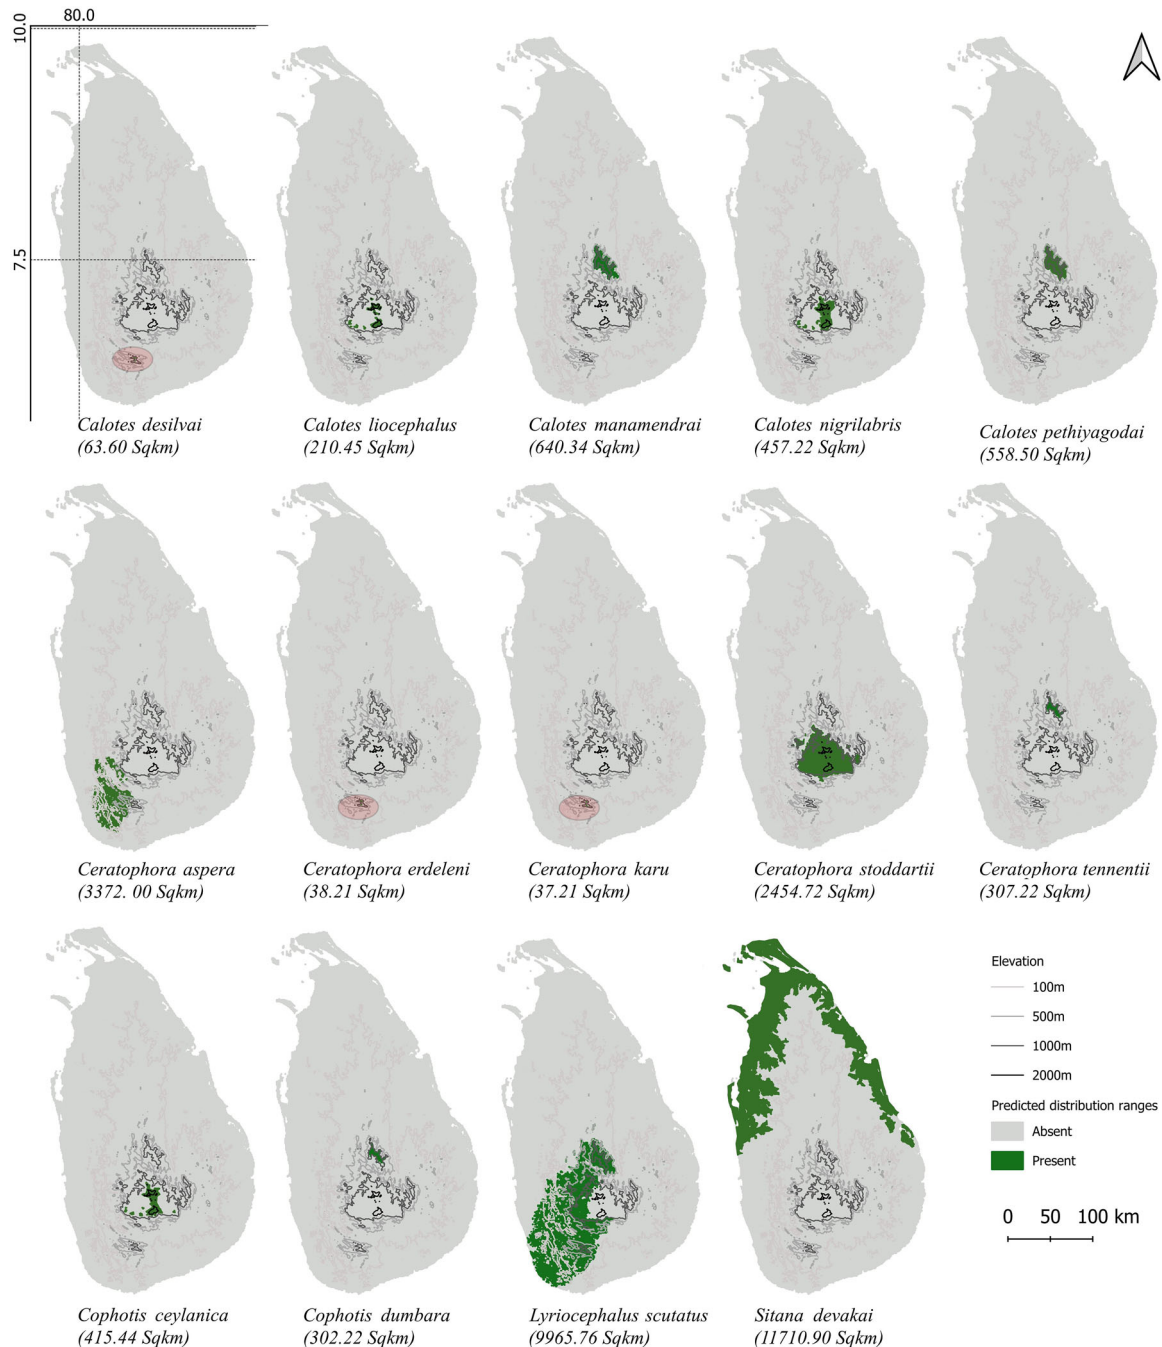 80.0
10.0
7.5
Calotes desilvai
(63.60 Sqkm)
Calotes liocephalus
(210.45 Sqkm)
Calotes manamendrai
(640.34 Sqkm)
Calotes nigrilabris
(457.22 Sqkm)
Calotes pethiyagodai
(558.50 Sqkm)
Ceratophora aspera
(3372. 00 Sqkm)
Ceratophora erdeleni
(38.21 Sqkm)
Ceratophora karu
(37.21 Sqkm)
Ceratophora stoddartii
(2454.72 Sqkm)
Ceratophora tennentii
(307.22 Sqkm)
Cophotis ceylanica
(415.44 Sqkm)
Cophotis dumbara
(302.22 Sqkm)
Lyriocephalus scutatus
(9965.76 Sqkm)
Sitana devakai
(11710.90 Sqkm)
Elevation
100m
500m
1000m
2000m
Predicted distribution ranges
Absent
Present
0 50 100 km